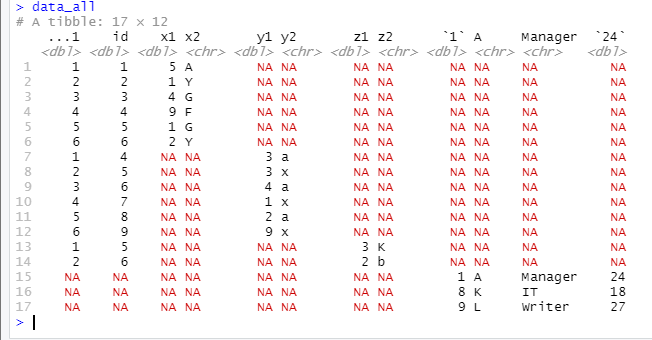 > data_all
# A tibble: 17 x 12
    ...1    id    x1 x2       y1 y2       z1 z2      `1` A     Manager  `24`
   <dbl> <dbl> <dbl> <chr> <dbl> <chr> <dbl> <chr> <dbl> <chr> <chr>   <dbl>
 1     1     1     5 A        NA NA       NA NA       NA NA    NA         NA
 2     2     2     1 Y        NA NA       NA NA       NA NA    NA         NA
 3     3     3     4 G        NA NA       NA NA       NA NA    NA         NA
 4     4     4     9 F        NA NA       NA NA       NA NA    NA         NA
 5     5     5     1 G        NA NA       NA NA       NA NA    NA         NA
 6     6     6     2 Y        NA NA       NA NA       NA NA    NA         NA
 7     1     4    NA NA        3 a        NA NA       NA NA    NA         NA
 8     2     5    NA NA        3 x        NA NA       NA NA    NA         NA
 9     3     6    NA NA        4 a        NA NA       NA NA    NA         NA
10     4     7    NA NA        1 x        NA NA       NA NA    NA         NA
11     5     8    NA NA        2 a        NA NA       NA NA    NA         NA
12     6     9    NA NA        9 x        NA NA       NA NA    NA         NA
13     1     5    NA NA       NA NA        3 K        NA NA    NA         NA
14     2     6    NA NA       NA NA        2 b        NA NA    NA         NA
15    NA    NA    NA NA       NA NA       NA NA        1 A     Manager    24
16    NA    NA    NA NA       NA NA       NA NA        8 K     IT         18
17    NA    NA    NA NA       NA NA       NA NA        9 L     Writer     27
>